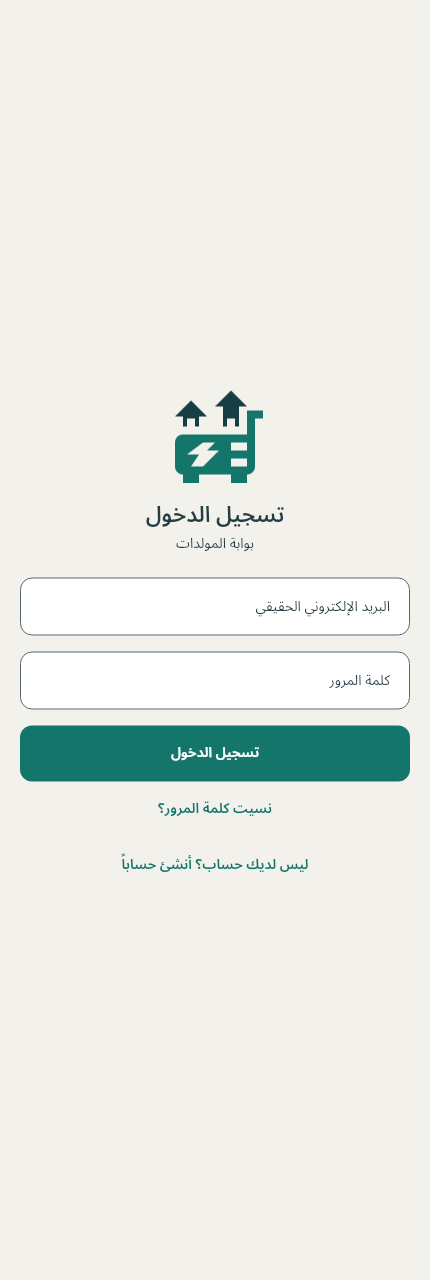 تسجيل الدخول
بوابة المولدات
البريد الإلكتروني الحقيقي
كلمة المرور
تسجيل الدخول
نسيت كلمة المرور؟
ليس لديك حساب؟ أنشئ حساباً